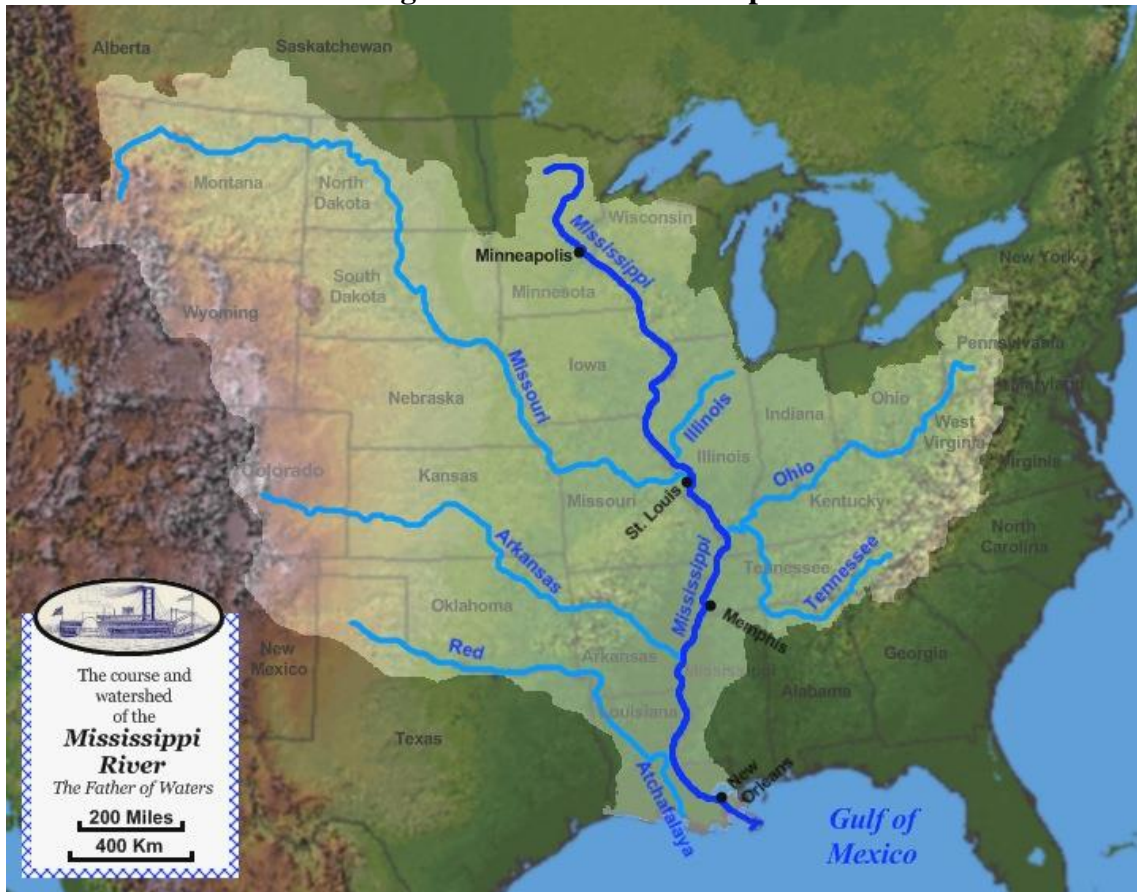 Alberta
Saskatchewan
Montana
North
Dakota
Wisconsin
Mississippi
Minneapolis
New York
South
Dakota
Minnesota
Wyoming
Pennsylvania
Iowa
Missouri
Maryland
Nebraska
Illinois
Indiana
Ohio
West
Virginia
Colorado
Kansas
Illinois
Ohio
Virginia
Missouri
St. Louis
Kentucky
North
Carolina
Arkansas
Mississippi
Tennessee
Tennessee
Oklahoma
Memphis
New
Mexico
Red
Arkansas
Mississippi
Georgia
Alabama
Louisiana
Texas
Atchafalaya
New
Orleans
Gulf of
Mexico
The course and
watershed
of the
Mississippi
River
The Father of Waters
200 Miles
400 Km